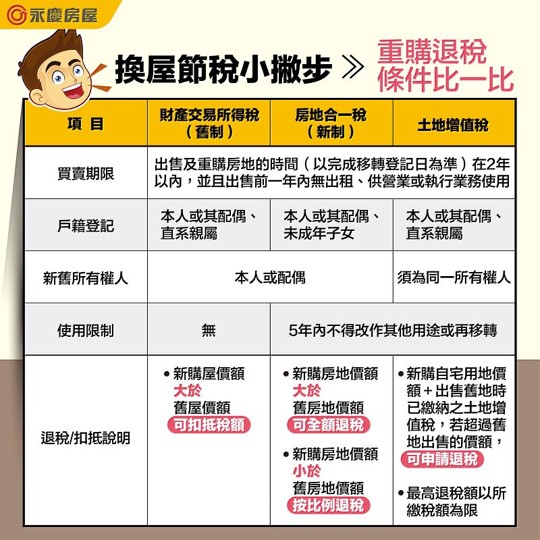 永慶房屋
換屋節稅小撇步
重購退稅
條件比一比
項 目
財產交易所得稅
（舊制）
房地合一稅
（新制）
土地增值稅
買賣期限
出售及重購房地的時間（以完成移轉登記日為準）在2年
以內，並且出售前一年內無出租、供營業或執行業務使用
戶籍登記
本人或其配偶、
直系親屬
本人或其配偶、
未成年子女
本人或其配偶、
直系親屬
新舊所有權人
本人或配偶
須為同一所有權人
使用限制
無
5年內不得改作其他用途或再移轉
退稅/扣抵說明
• 新購屋價額
大於
舊屋價額
可扣抵稅額
• 新購房地價額
大於
舊房地價額
可全額退稅
• 新購房地價額
小於
舊房地價額
按比例退稅
• 新購自宅用地價
額＋出售舊地時
已繳納之土地增
值稅，若超過舊
地出售的價額，
可申請退稅
• 最高退稅額以所
繳稅額為限